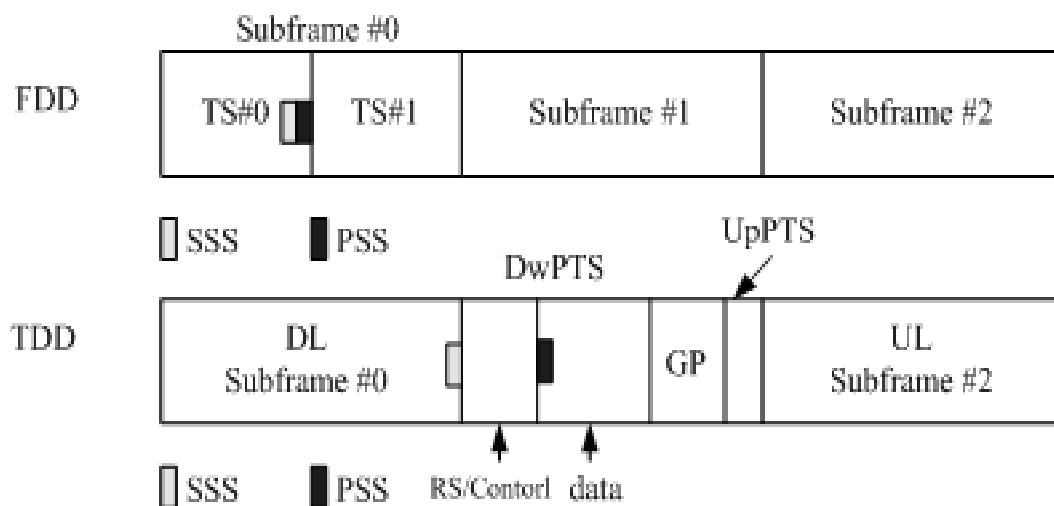 Subframe #0
FDD
TS#0
TS#1
Subframe #1
Subframe #2
SSS
PSS
UpPTS
DwPTS
TDD
DL
Subframe #0
GP
UL
Subframe #2
SSS
PSS
RS/Contorl
data